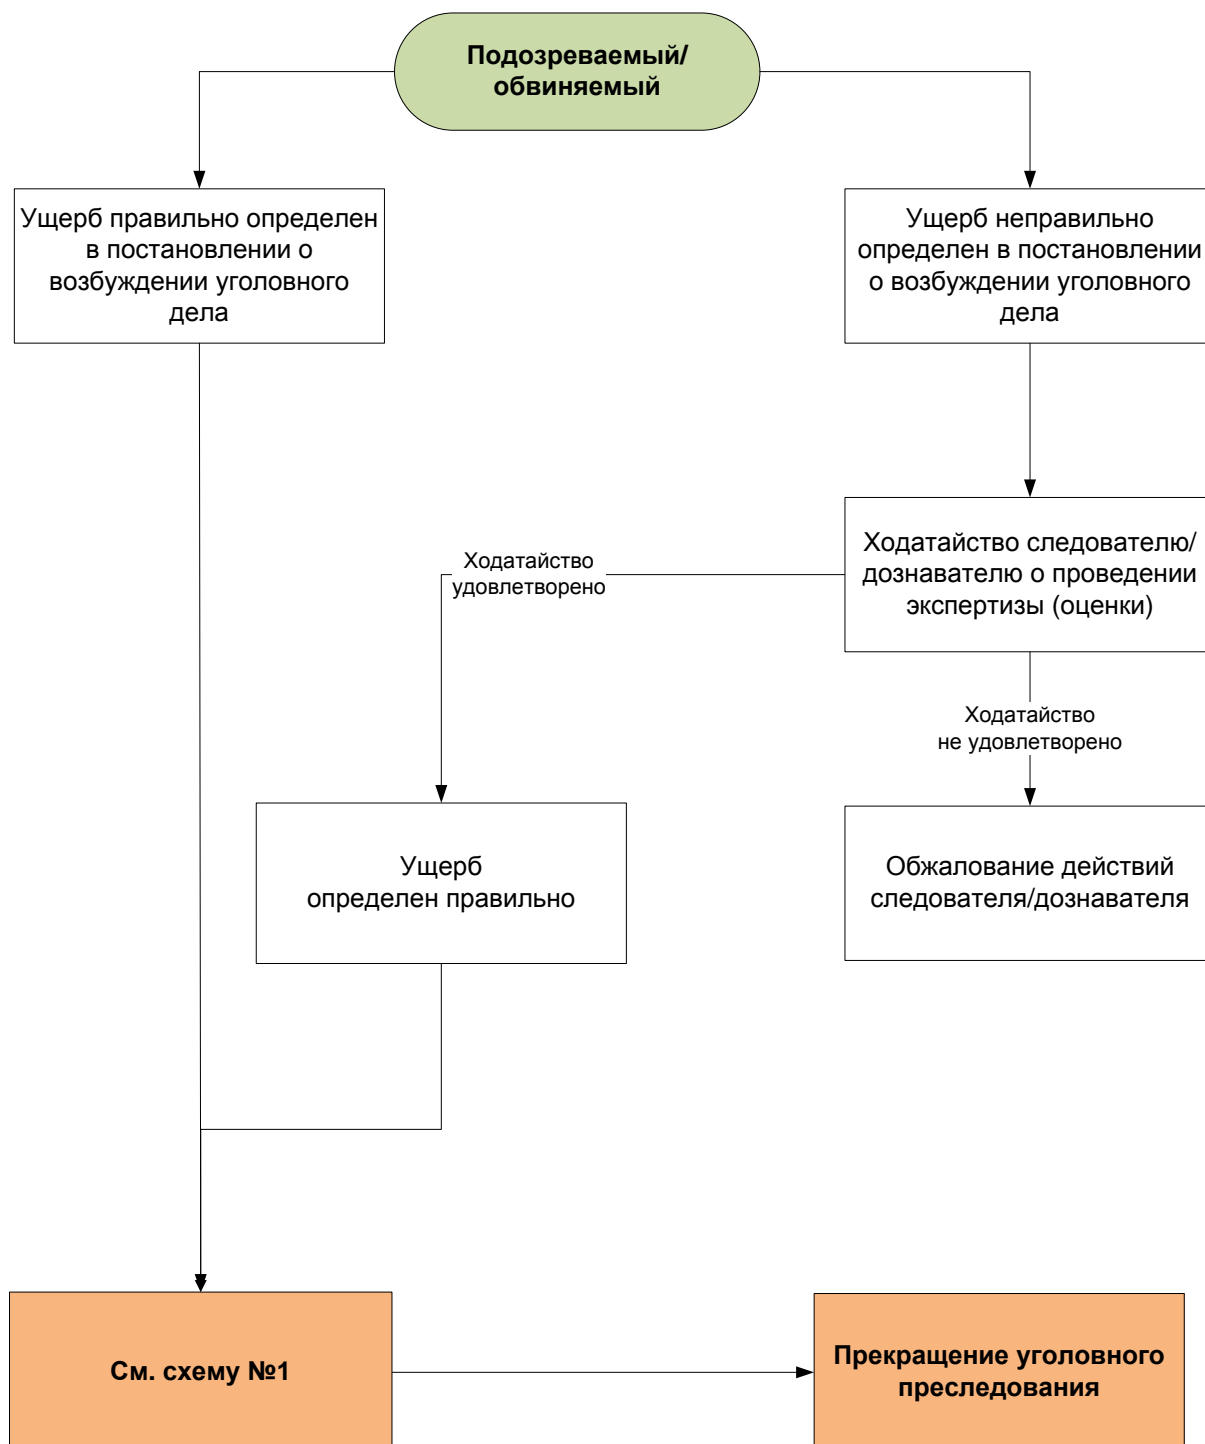 Подозреваемый/
обвиняемый
Ущерб правильно определен
в постановлении о
возбуждении уголовного
дела
Ущерб неправильно
определен в постановлении
о возбуждении уголовного
дела
Ходатайство следователю/
дознавателю о проведении
экспертизы (оценки)
Ходатайство
удовлетворено
Ходатайство
не удовлетворено
Ущерб
определен правильно
Обжалование действий
следователя/дознавателя
См. схему №1
Прекращение уголовного
преследования